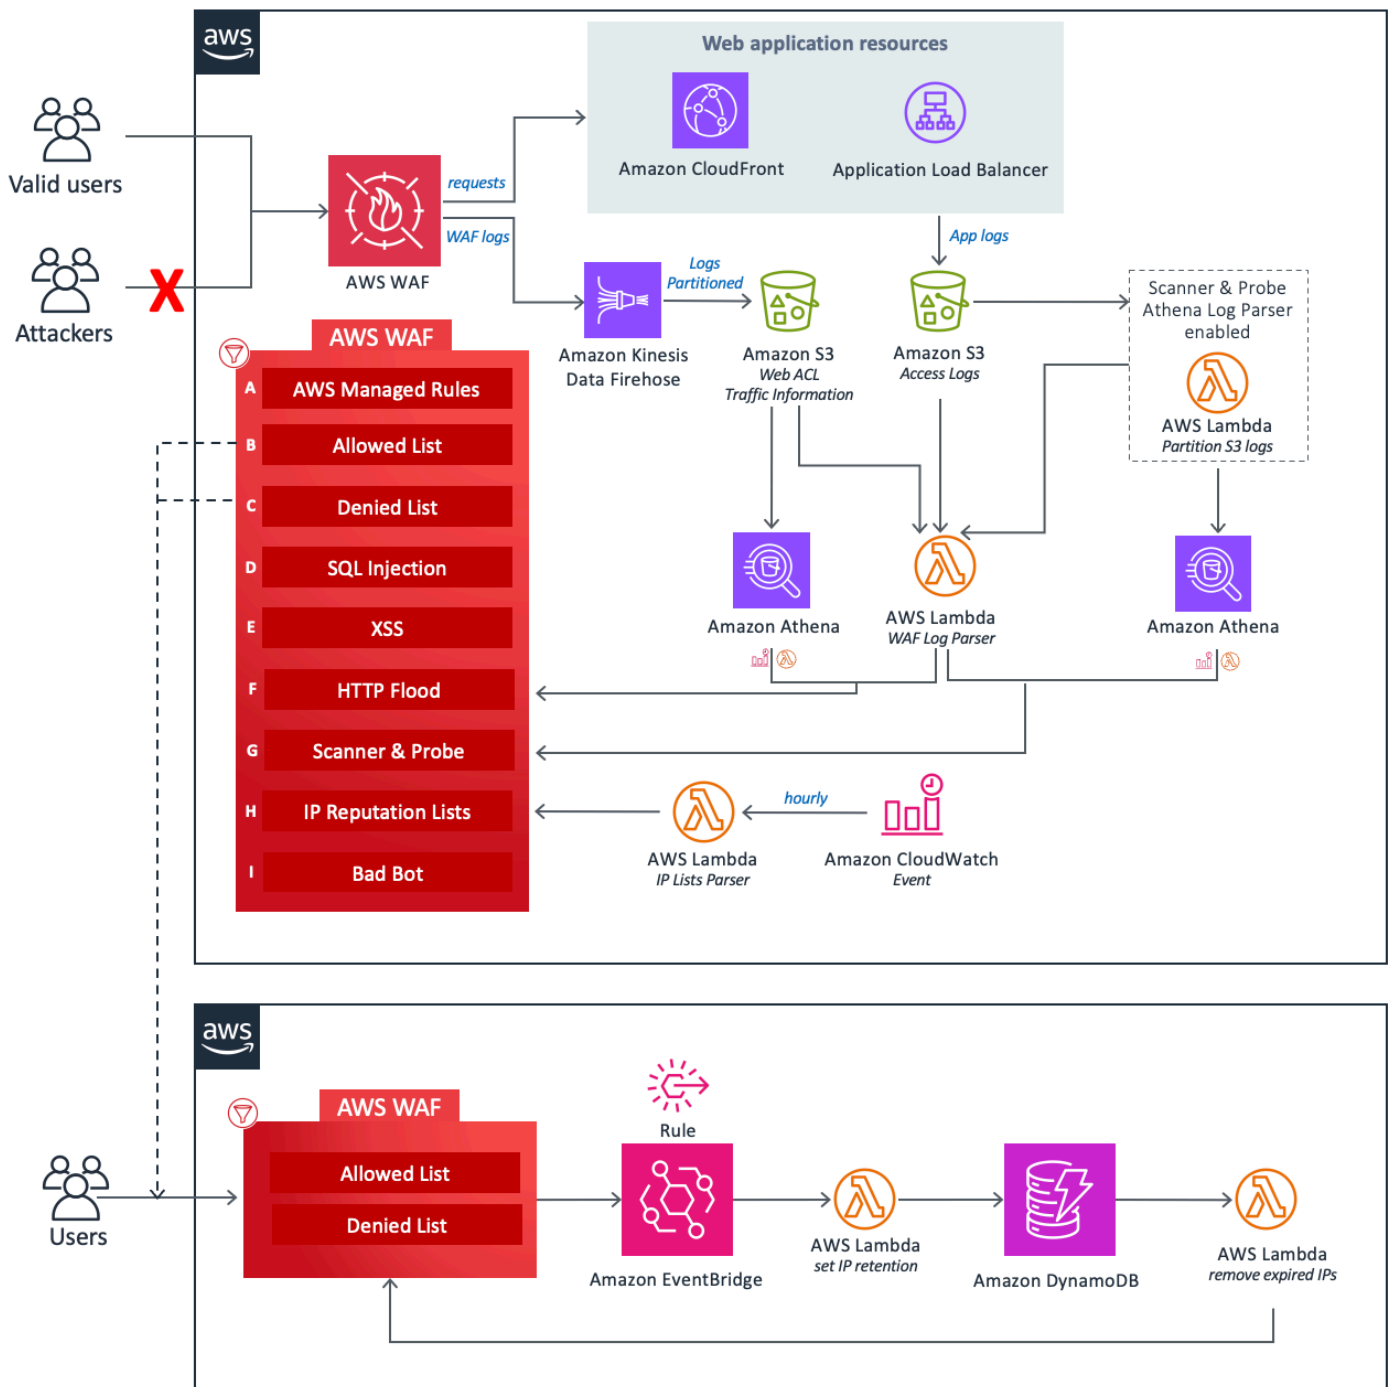 aws
Web application resources
Amazon CloudFront
Application Load Balancer
Valid users
Attackers
X
AWS WAF
requests
WAF logs
App logs
Logs
Partitioned
Amazon Kinesis
Data Firehose
Amazon S3
Web ACL
Traffic Information
Amazon S3
Access Logs
Scanner & Probe
Athena Log Parser
enabled
AWS Lambda
Partition S3 logs
AWS WAF
A AWS Managed Rules
B Allowed List
C Denied List
D SQL Injection
E XSS
F HTTP Flood
G Scanner & Probe
H IP Reputation Lists
I Bad Bot
Amazon Athena
AWS Lambda
WAF Log Parser
Amazon Athena
hourly
AWS Lambda
IP Lists Parser
Amazon CloudWatch
Event
aws
Users
AWS WAF
Allowed List
Denied List
Rule
Amazon EventBridge
AWS Lambda
set IP retention
Amazon DynamoDB
AWS Lambda
remove expired IPs